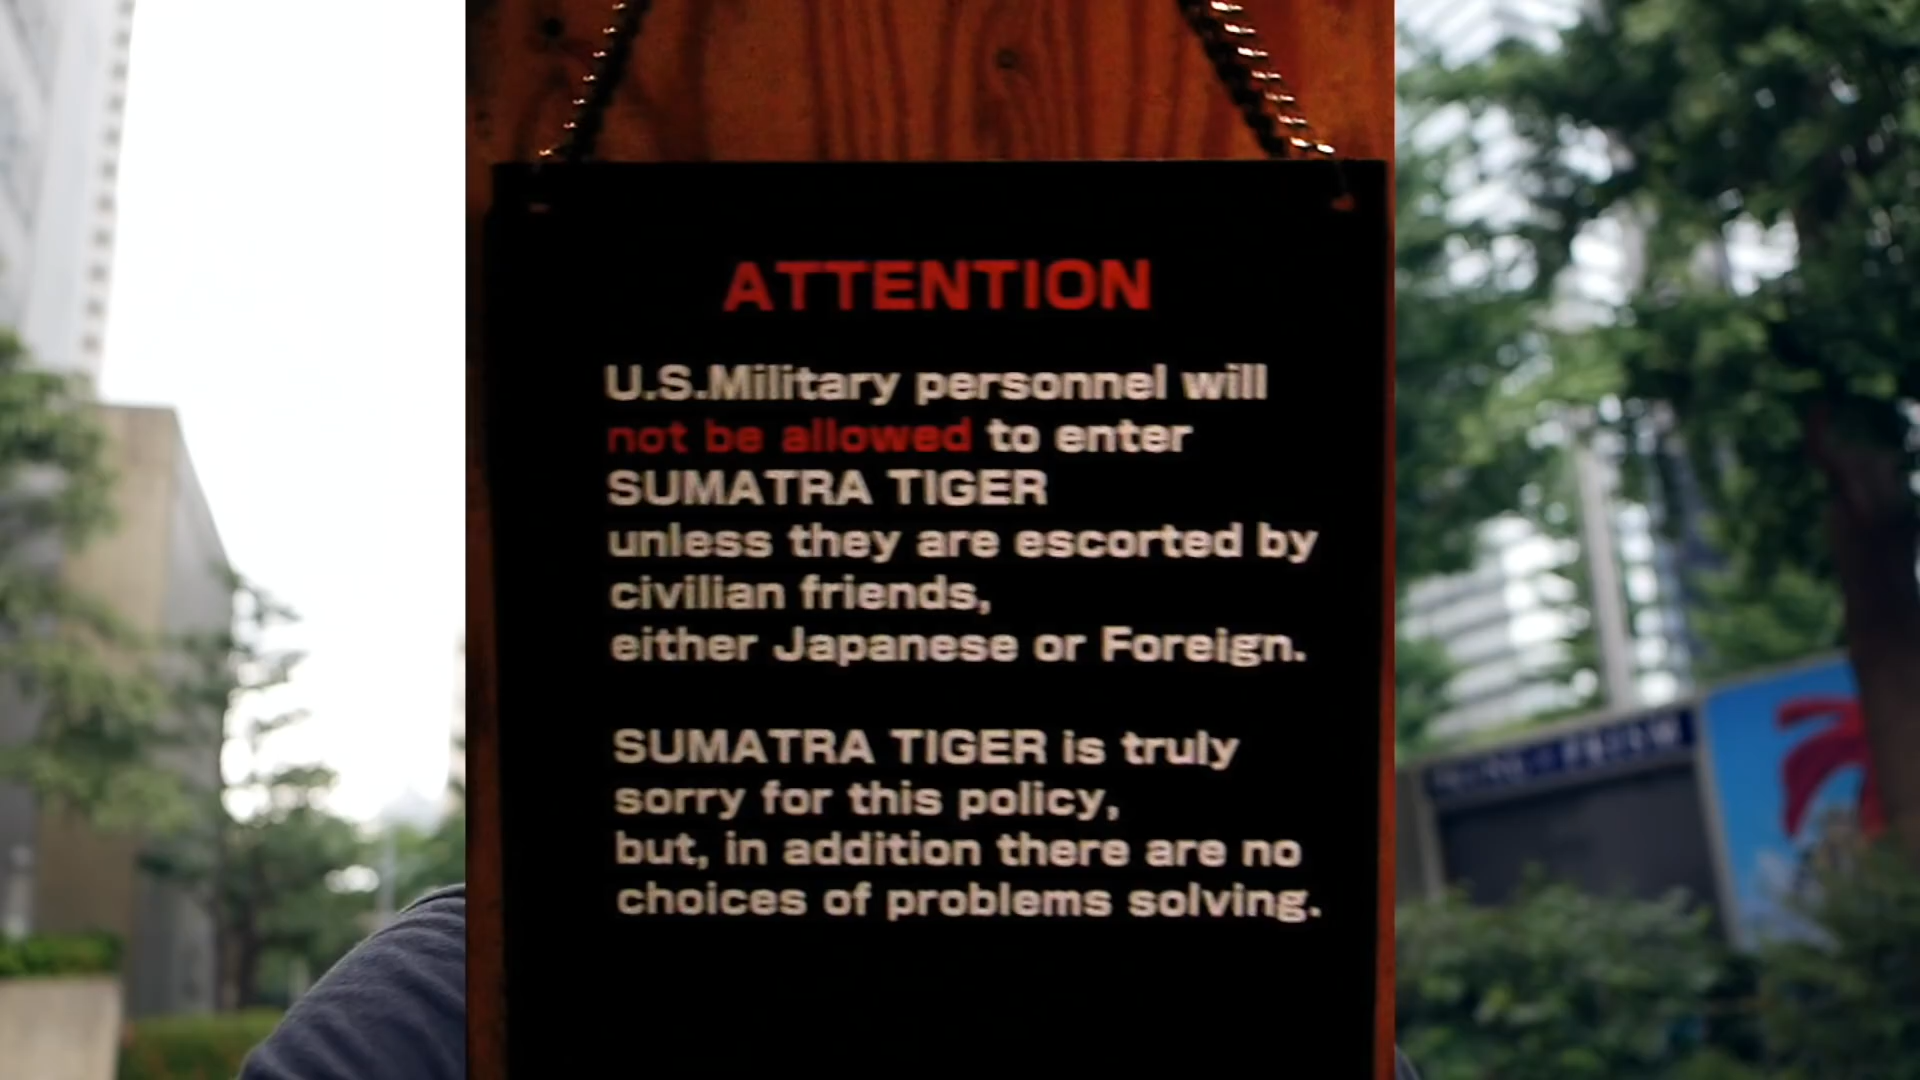 ATTENTION
U.S.Military personnel will
not be allowed to enter
SUMATRA TIGER
unless they are escorted by
civilian friends,
either Japanese or Foreign.
SUMATRA TIGER is truly
sorry for this policy,
but, in addition there are no
choices of problems solving.